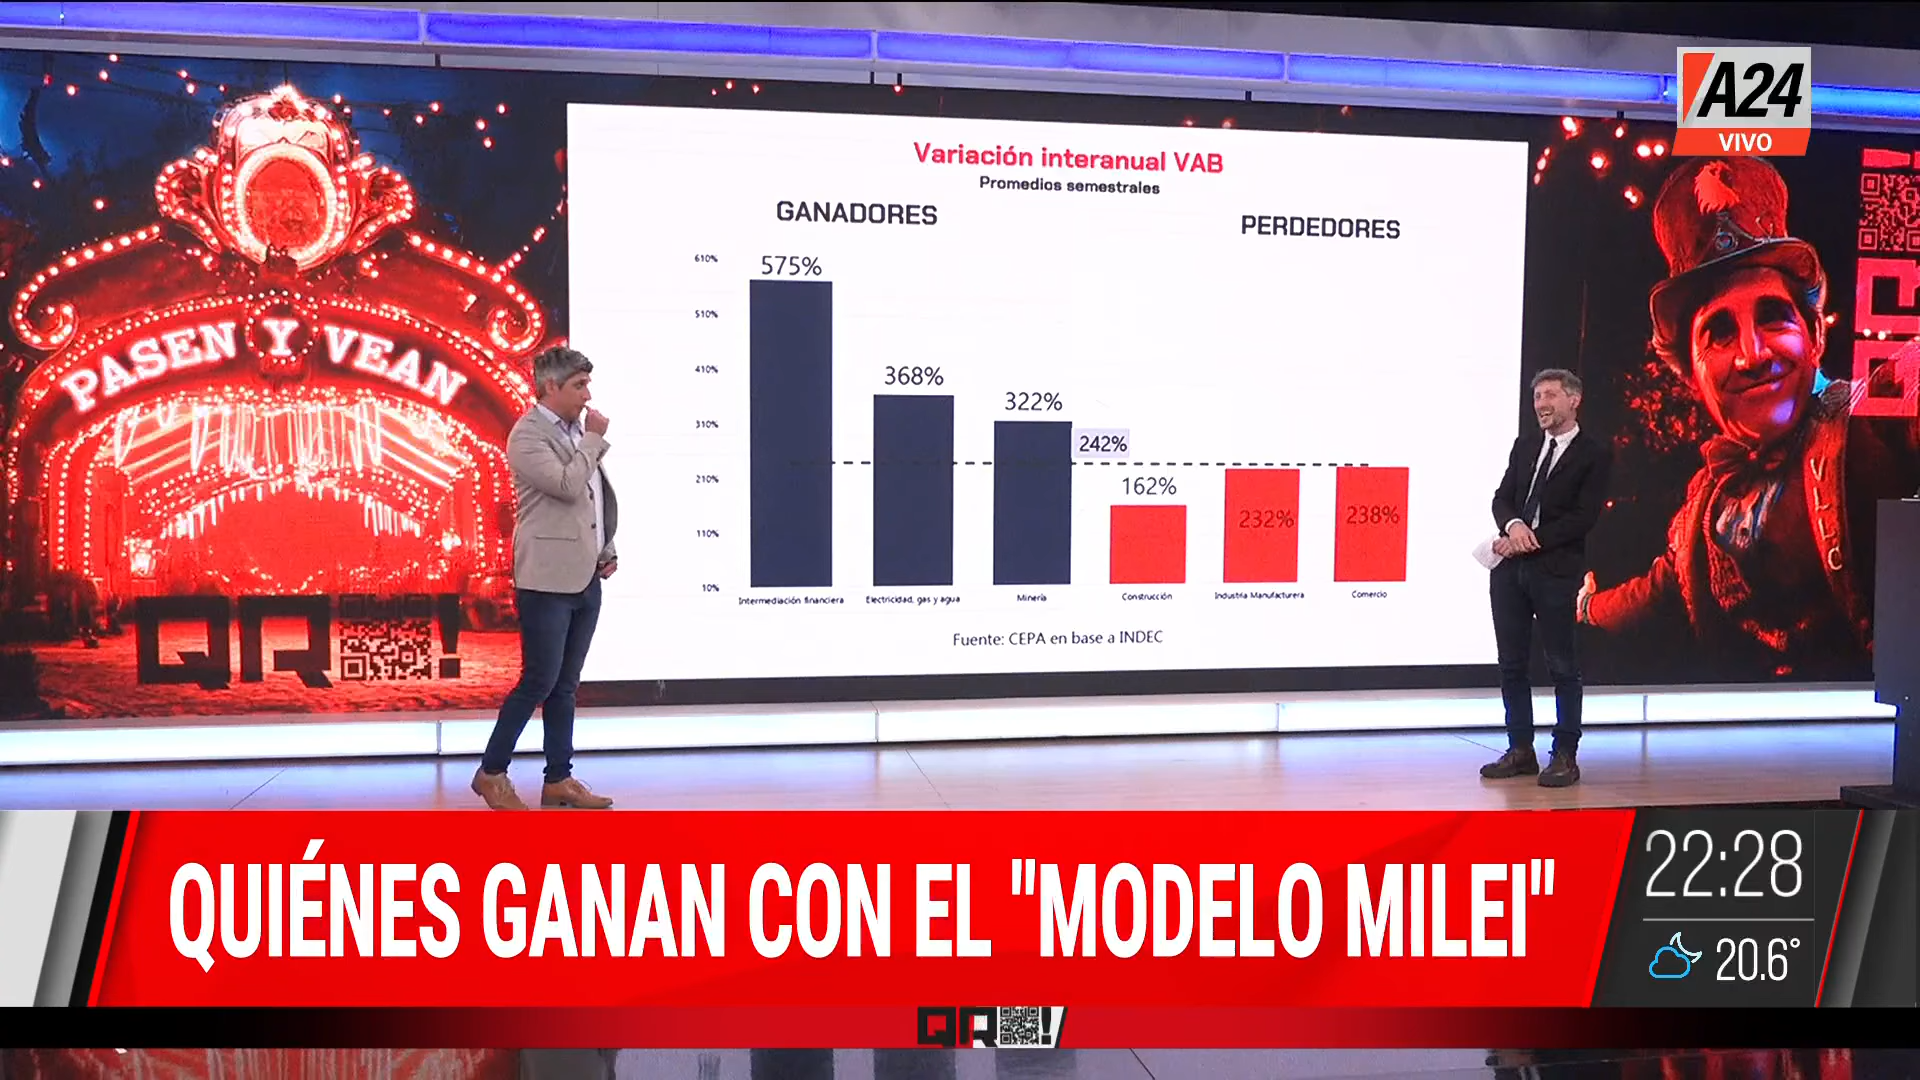 A24
VIVO
PASEN Y VEAN
QR!
Variación interanual VAB
Promedios semestrales
GANADORES
PERDEDORES
610%
510%
410%
310%
210%
110%
10%
575%
368%
322%
242%
162%
232%
238%
Intermediación financiera
Electricidad, gas y agua
Minería
Construcción
Industria Manufacturera
Comercio
Fuente: CEPA en base a INDEC
QUIÉNES GANAN CON EL "MODELO MILEI"
22:28
20.6°
QR!